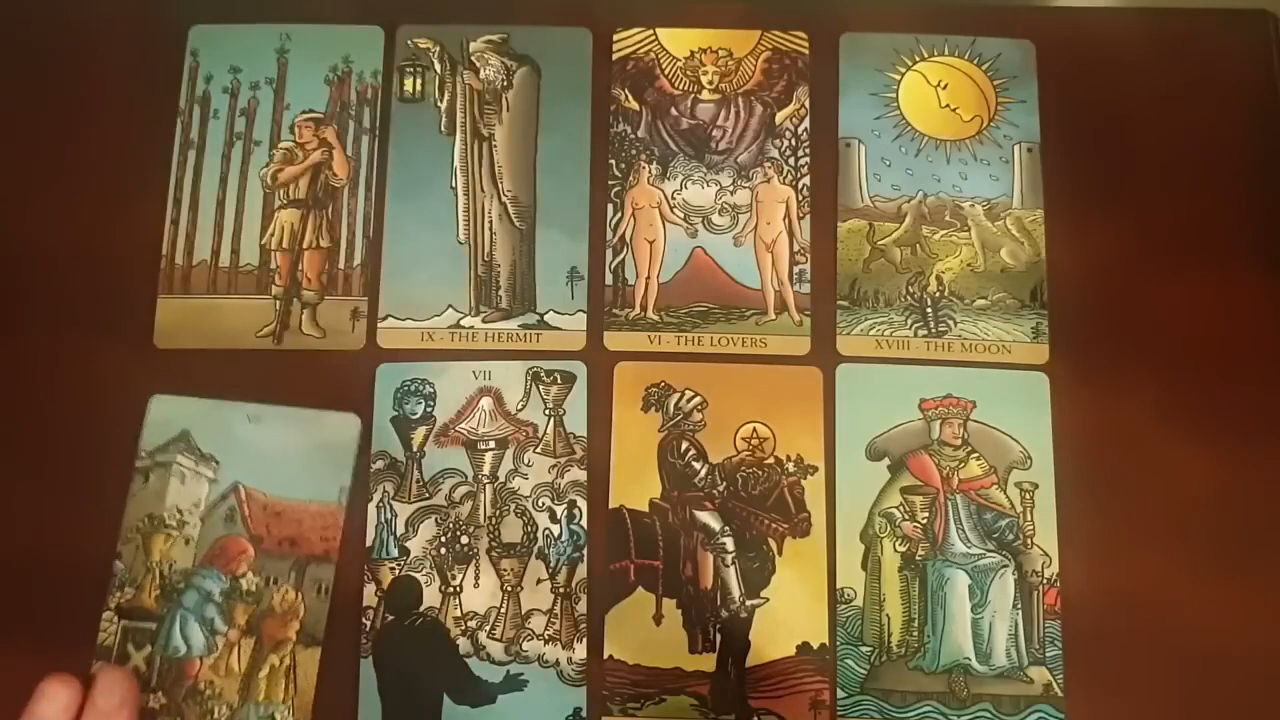 IX
IX - THE HERMIT
VI - THE LOVERS
XVIII - THE MOON
VII